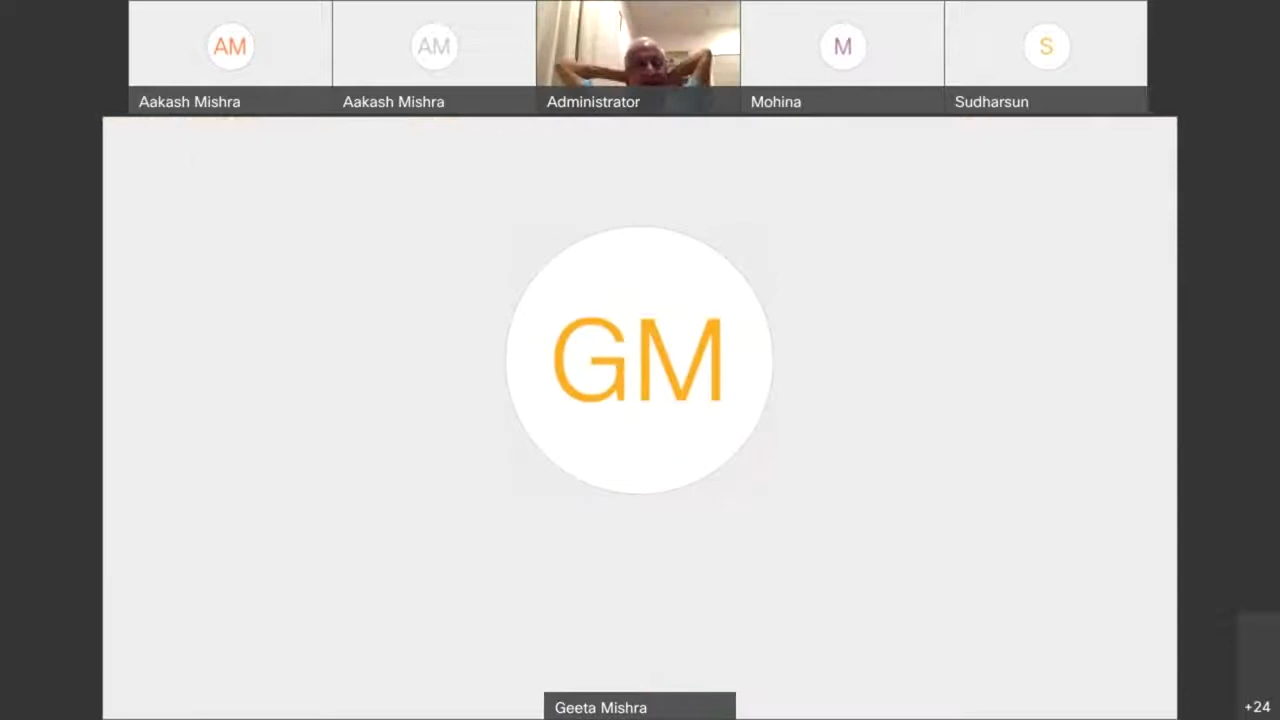 AM
AM
M
S
Aakash Mishra
Aakash Mishra
Administrator
Mohina
Sudharsun
GM
Geeta Mishra
+24